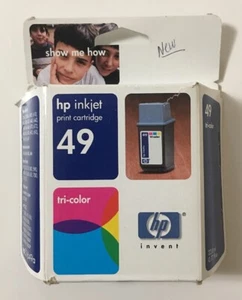 show me how
New
hp inkjet
print cartridge
49
49
tri-color
hp
invent